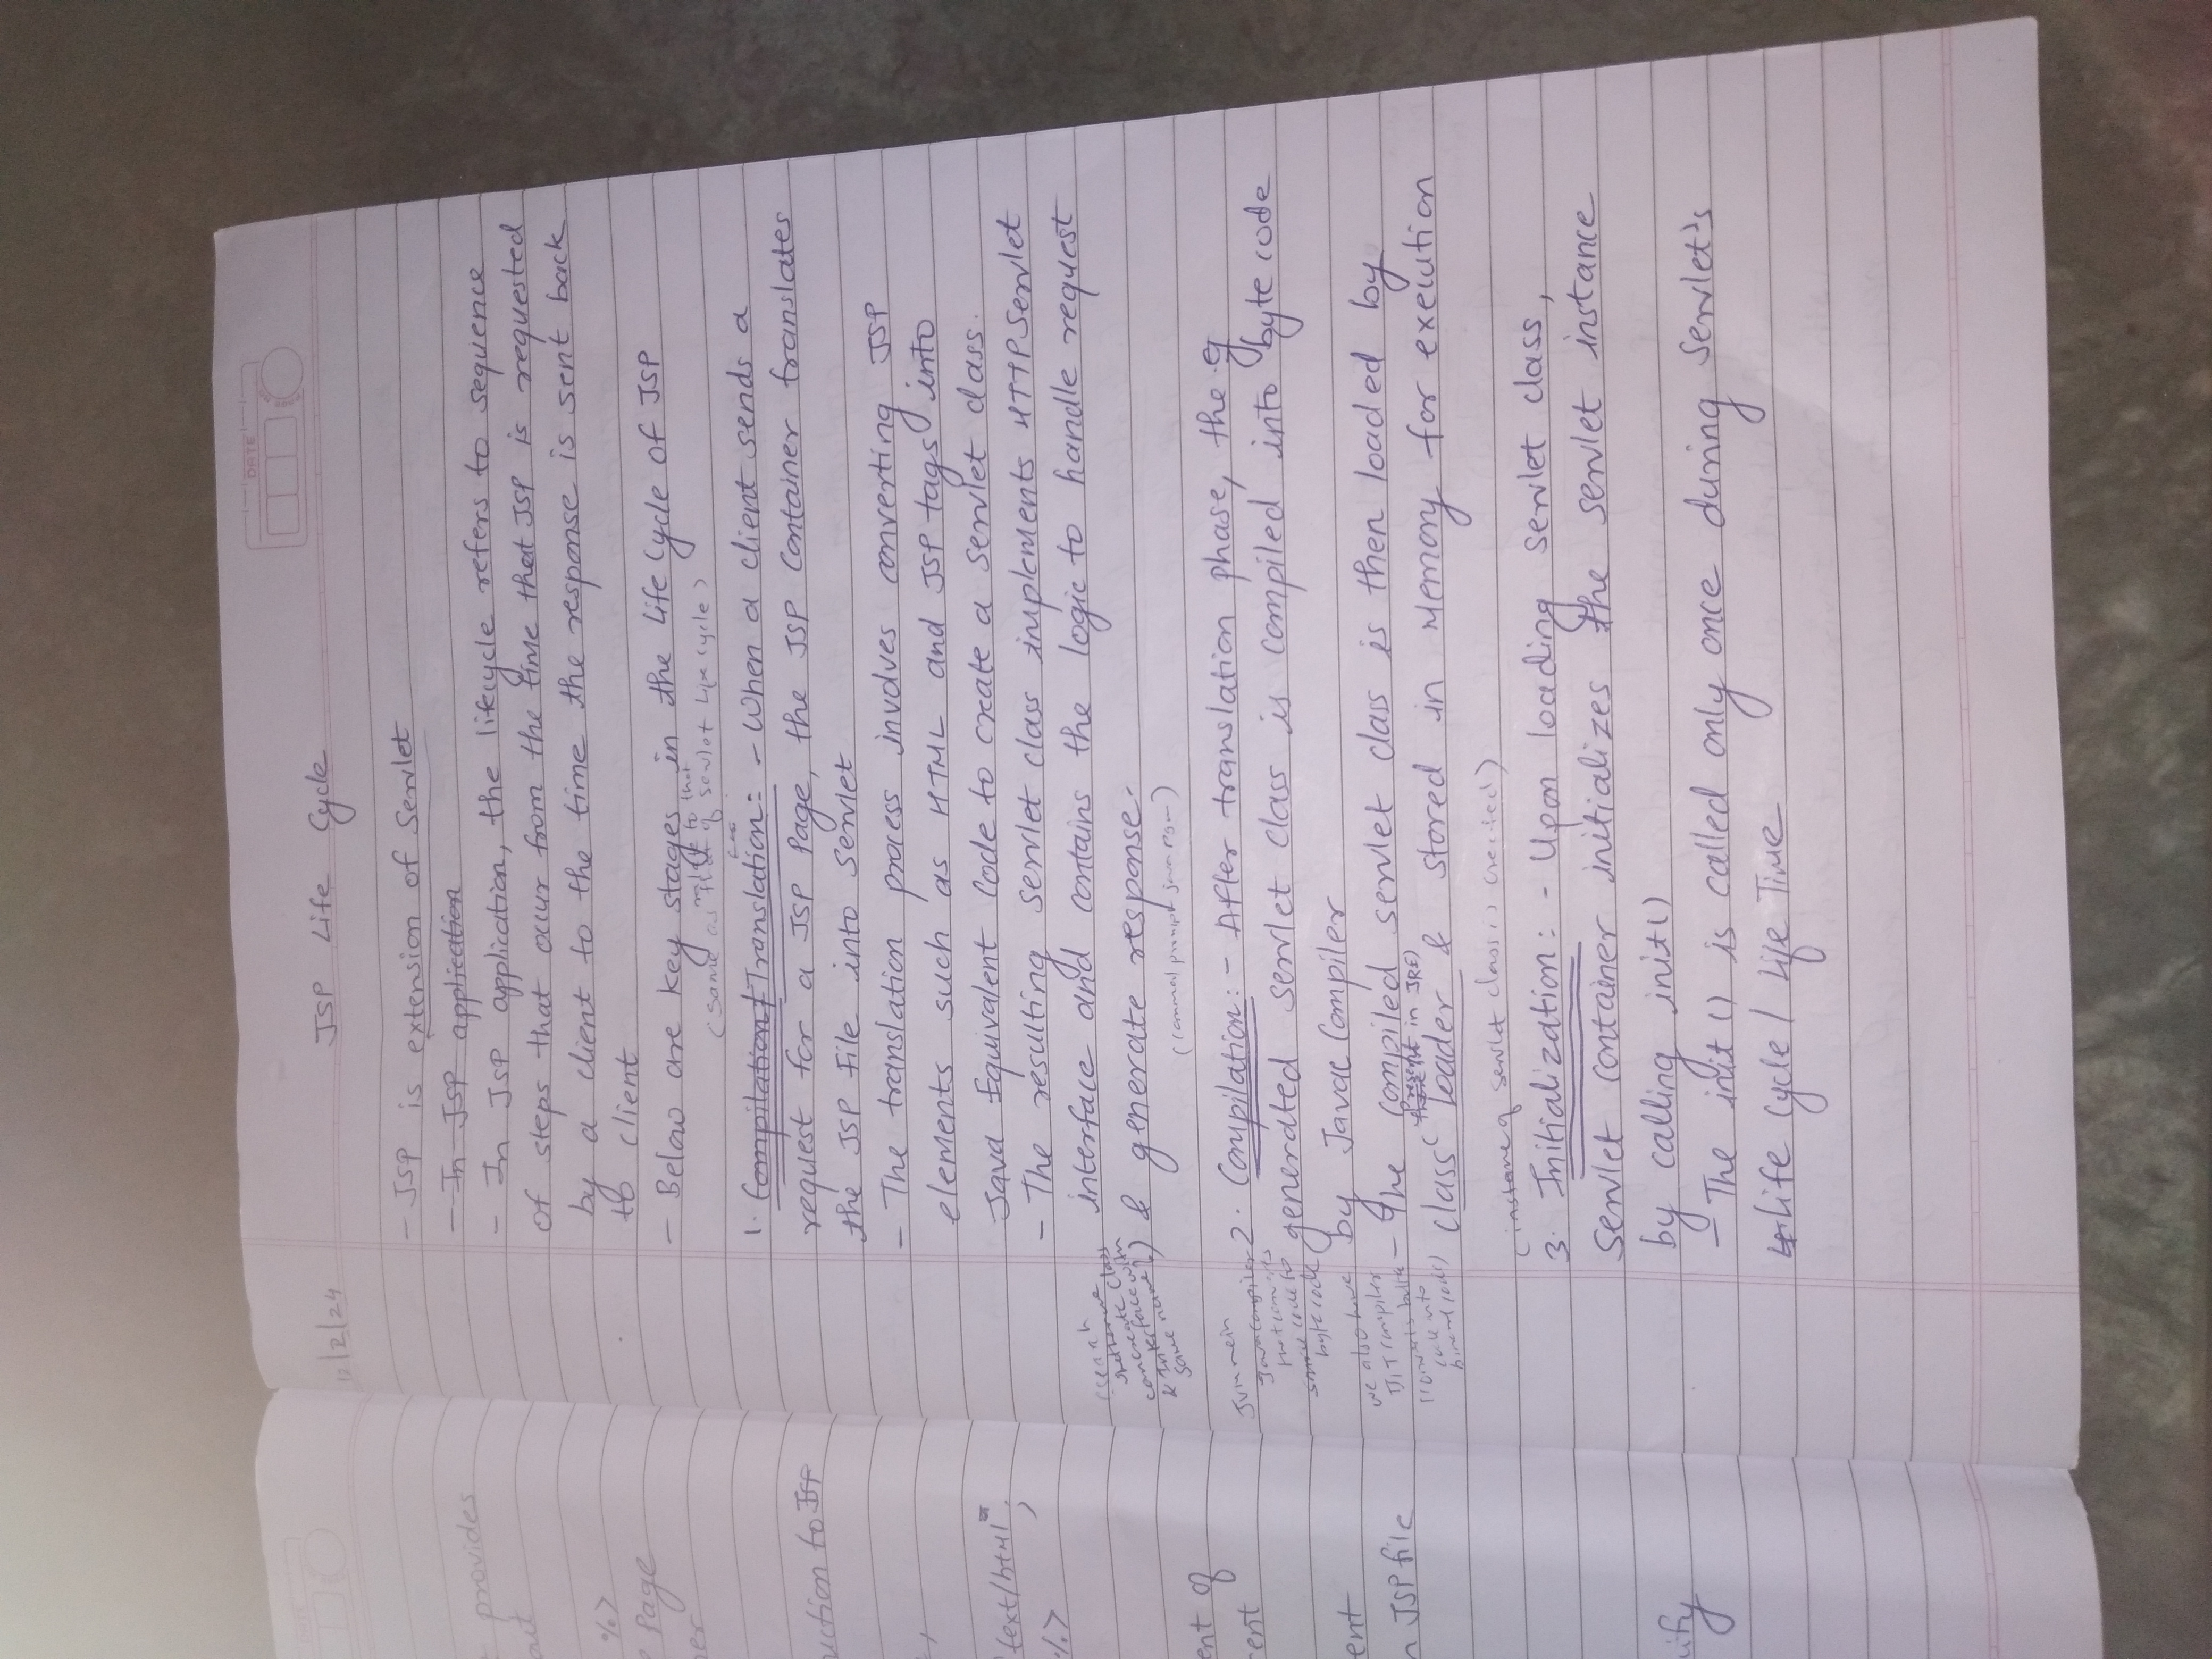 provides
out
%>
Page
uction to JSP
text/html";
%>
ent of
ent
n JSP file
ify
DATE
12/2/24
JSP Life Cycle
- JSP is extension of Servlet
- In JSP application
- In JSP application, the lifecycle refers to sequence
of steps that occur from the time that JSP is requested
by a client to the time the response is sent back
to client
- Below are key stages in the Life Cycle of JSP
relate to that
(same as that of servlet Life Cycle)
1. Compilation / Translation: - When a client sends a
request for a JSP Page, the JSP Container translates
the JSP File into Servlet
- The translation process involves converting JSP
elements such as HTML and JSP tags into
Java Equivalent Code to create a servlet class.
- The resulting servlet class implements HTTPServlet
interface and contains the logic to handle request
& generate response.
concreate Class
& Interface with
same name?)
(command prompt java pgm)
2. Compilation: - After translation phase, the g
generated servlet class is compiled into byte code
by Javac Compiler
Jvm mein
Java Compiler
that converts
source code to
byte code
- The compiled servlet class is then loaded by
(Present in JRE)
class loader & stored in Memory for execution
we also have
JIT compiler
(converts byte
code into
binary code)
(instance of servlet class is created)
3. Initialization: - Upon loading servlet class,
Servlet container initializes the servlet instance
by calling init()
- The init() is called only once during Servlet's
Life Cycle / Life Time